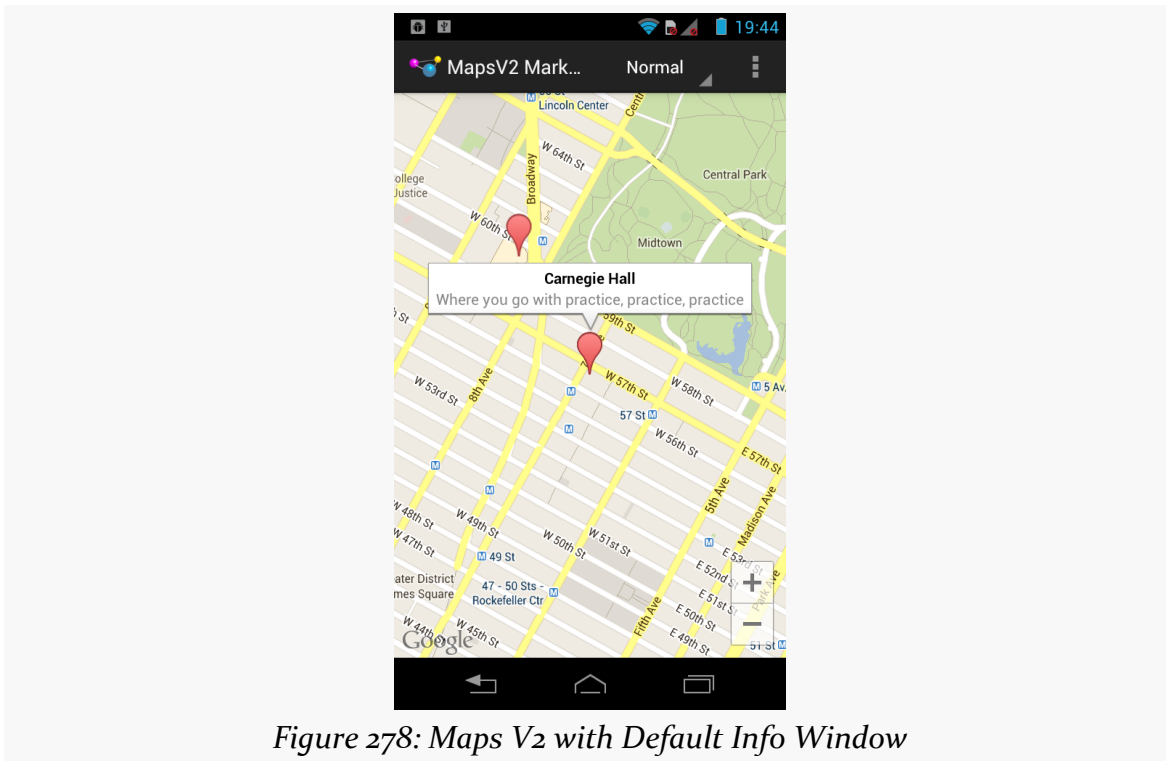 19:44
MapsV2 Mark... Normal
Lincoln Center
W 64th St
Broadway
Central Park
ollege
Justice
W 60th St
Midtown
Carnegie Hall
Where you go with practice, practice, practice
59th St
W 57th St
W 53rd St
8th Ave
W 58th St
M 5 Av
57 St M
W 56th St
E 57th St
5th Ave
Madison Ave
W 48th St
W 49th St
W 47th St
W 50th St
W 51st St
M 49 St
E 53rd St
E 52nd St
ater District
mes Square
47 - 50 Sts -
Rockefeller Ctr
E 51st St
Park Ave
E 50th St
Fifth Ave
W 44th St
W 45th St
E 49th St
51 St M
Google
Figure 278: Maps V2 with Default Info Window